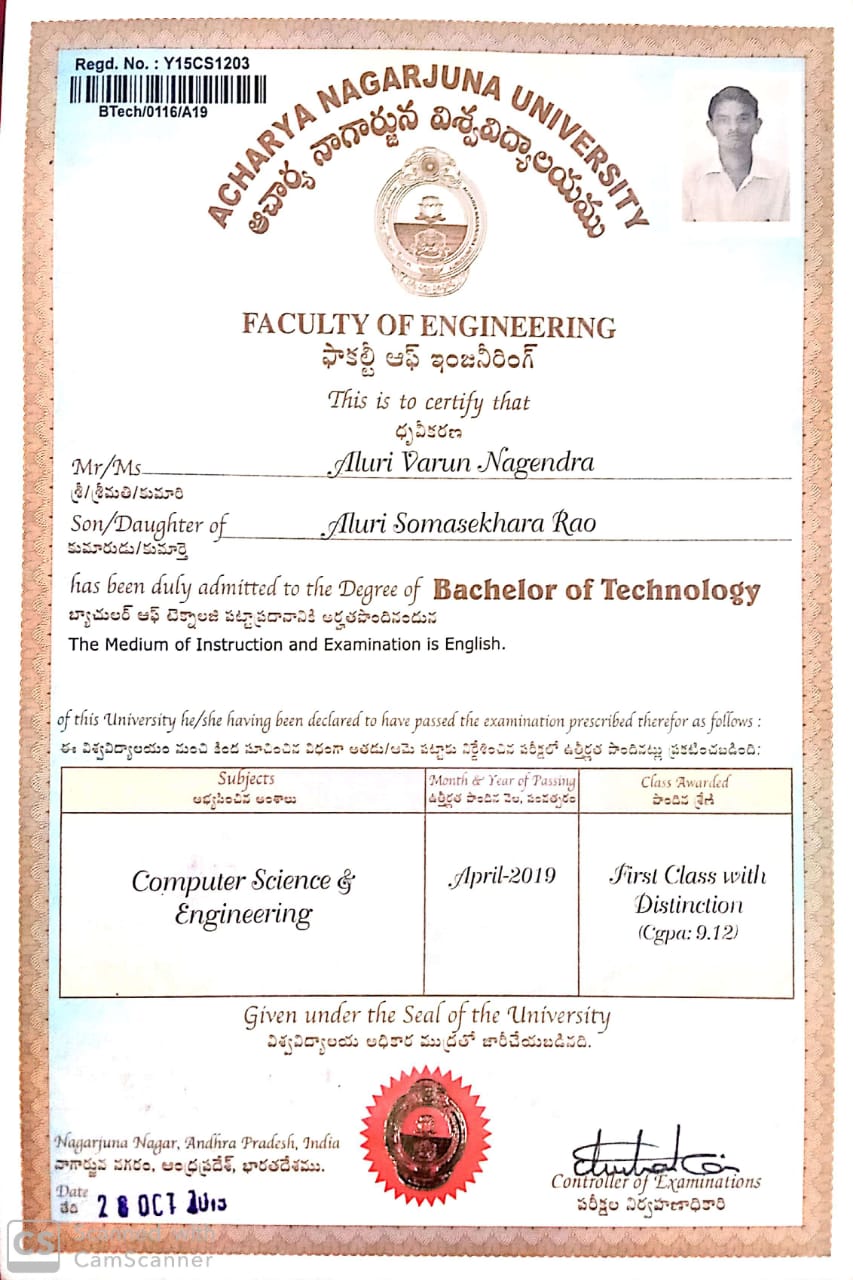 Regd. No. : Y15CS1203
BTech/0116/A19
ACHARYA NAGARJUNA UNIVERSITY
ఆచార్య నాగార్జున విశ్వవిద్యాలయము
FACULTY OF ENGINEERING
ఫాకల్టీ ఆఫ్ ఇంజనీరింగ్
This is to certify that
ధృవీకరణ
Mr/Ms Aluri Varun Nagendra
శ్రీ/శ్రీమతి/కుమారి
Son/Daughter of Aluri Somasekhara Rao
కుమారుడు/కుమార్తె
has been duly admitted to the Degree of Bachelor of Technology
బ్యాచులర్ ఆఫ్ టెక్నాలజి పట్టాప్రదానానికి అర్హతపొందినందున
The Medium of Instruction and Examination is English.
of this University he/she having been declared to have passed the examination prescribed therefor as follows :
ఈ విశ్వవిద్యాలయం నుంచి కింద సూచించిన విధంగా అతడు/ఆమె పట్టాకు నిర్దేశించిన పరీక్షలో ఉత్తీర్ణత పొందినట్లు ప్రకటించబడింది:
Subjects Month & Year of Passing Class Awarded
అభ్యసించిన అంశాలు ఉత్తీర్ణత పొందిన నెల, సంవత్సరం పొందిన శ్రేణి
Computer Science & April-2019 First Class with
Engineering Distinction
(Cgpa: 9.12)
Given under the Seal of the University
విశ్వవిద్యాలయ అధికార ముద్రతో జారీచేయబడినది.
Nagarjuna Nagar, Andhra Pradesh, India
నాగార్జున నగరం, ఆంధ్రప్రదేశ్, భారతదేశము.
Controller of Examinations
పరీక్షల నిర్వహణాధికారి
Date
తేది 28 OCT
CS Scanned with
CamScanner